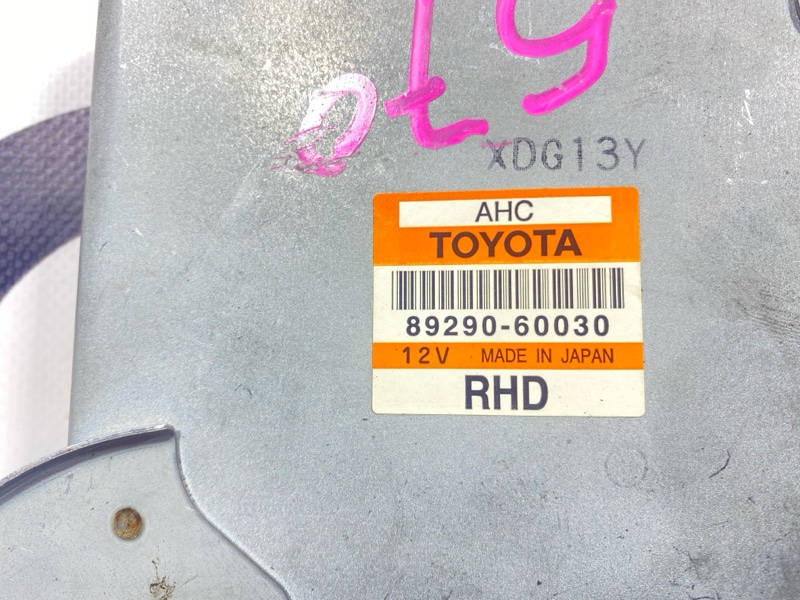 XDG13Y
AHC
TOYOTA
89290-60030
12V MADE IN JAPAN
RHD